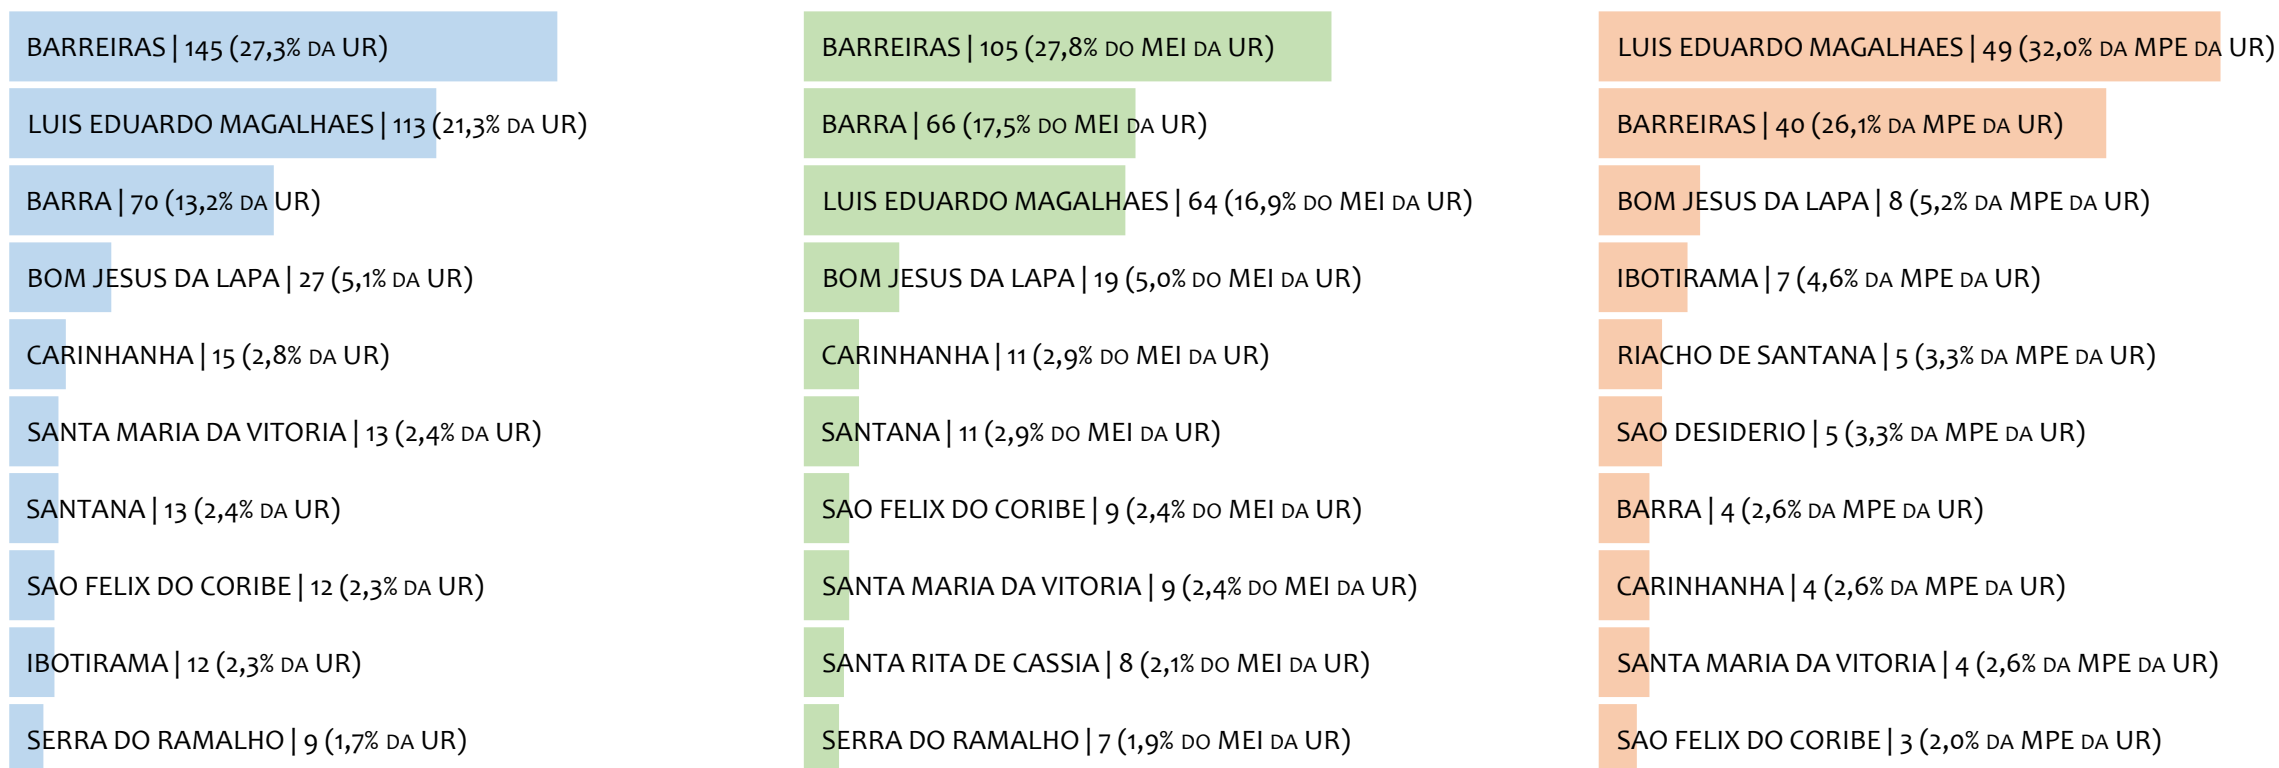 BARREIRAS | 145 (27,3% DA UR)
LUIS EDUARDO MAGALHAES | 113 (21,3% DA UR)
BARRA | 70 (13,2% DA UR)
BOM JESUS DA LAPA | 27 (5,1% DA UR)
CARINHANHA | 15 (2,8% DA UR)
SANTA MARIA DA VITORIA | 13 (2,4% DA UR)
SANTANA | 13 (2,4% DA UR)
SAO FELIX DO CORIBE | 12 (2,3% DA UR)
IBOTIRAMA | 12 (2,3% DA UR)
SERRA DO RAMALHO | 9 (1,7% DA UR)
BARREIRAS | 105 (27,8% DO MEI DA UR)
BARRA | 66 (17,5% DO MEI DA UR)
LUIS EDUARDO MAGALHAES | 64 (16,9% DO MEI DA UR)
BOM JESUS DA LAPA | 19 (5,0% DO MEI DA UR)
CARINHANHA | 11 (2,9% DO MEI DA UR)
SANTANA | 11 (2,9% DO MEI DA UR)
SAO FELIX DO CORIBE | 9 (2,4% DO MEI DA UR)
SANTA MARIA DA VITORIA | 9 (2,4% DO MEI DA UR)
SANTA RITA DE CASSIA | 8 (2,1% DO MEI DA UR)
SERRA DO RAMALHO | 7 (1,9% DO MEI DA UR)
LUIS EDUARDO MAGALHAES | 49 (32,0% DA MPE DA UR)
BARREIRAS | 40 (26,1% DA MPE DA UR)
BOM JESUS DA LAPA | 8 (5,2% DA MPE DA UR)
IBOTIRAMA | 7 (4,6% DA MPE DA UR)
RIACHO DE SANTANA | 5 (3,3% DA MPE DA UR)
SAO DESIDERIO | 5 (3,3% DA MPE DA UR)
BARRA | 4 (2,6% DA MPE DA UR)
CARINHANHA | 4 (2,6% DA MPE DA UR)
SANTA MARIA DA VITORIA | 4 (2,6% DA MPE DA UR)
SAO FELIX DO CORIBE | 3 (2,0% DA MPE DA UR)